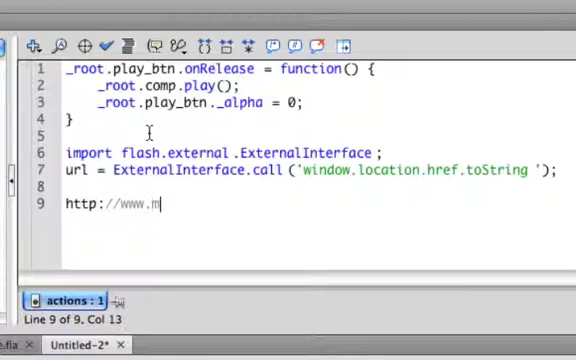 1 _root.play_btn.onRelease = function() {
2 _root.comp.play();
3 _root.play_btn._alpha = 0;
4 }
5
6 import flash.external.ExternalInterface;
7 url = ExternalInterface.call('window.location.href.toString');
8
9 http://www.m
actions : 1
Line 9 of 9, Col 13
e.fla Untitled-2*